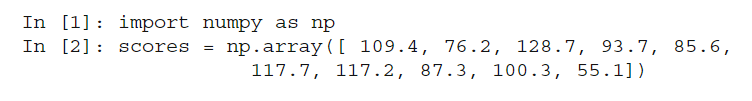 In [1]: import numpy as np
In [2]: scores = np.array([ 109.4, 76.2, 128.7, 93.7, 85.6,
117.7, 117.2, 87.3, 100.3, 55.1])